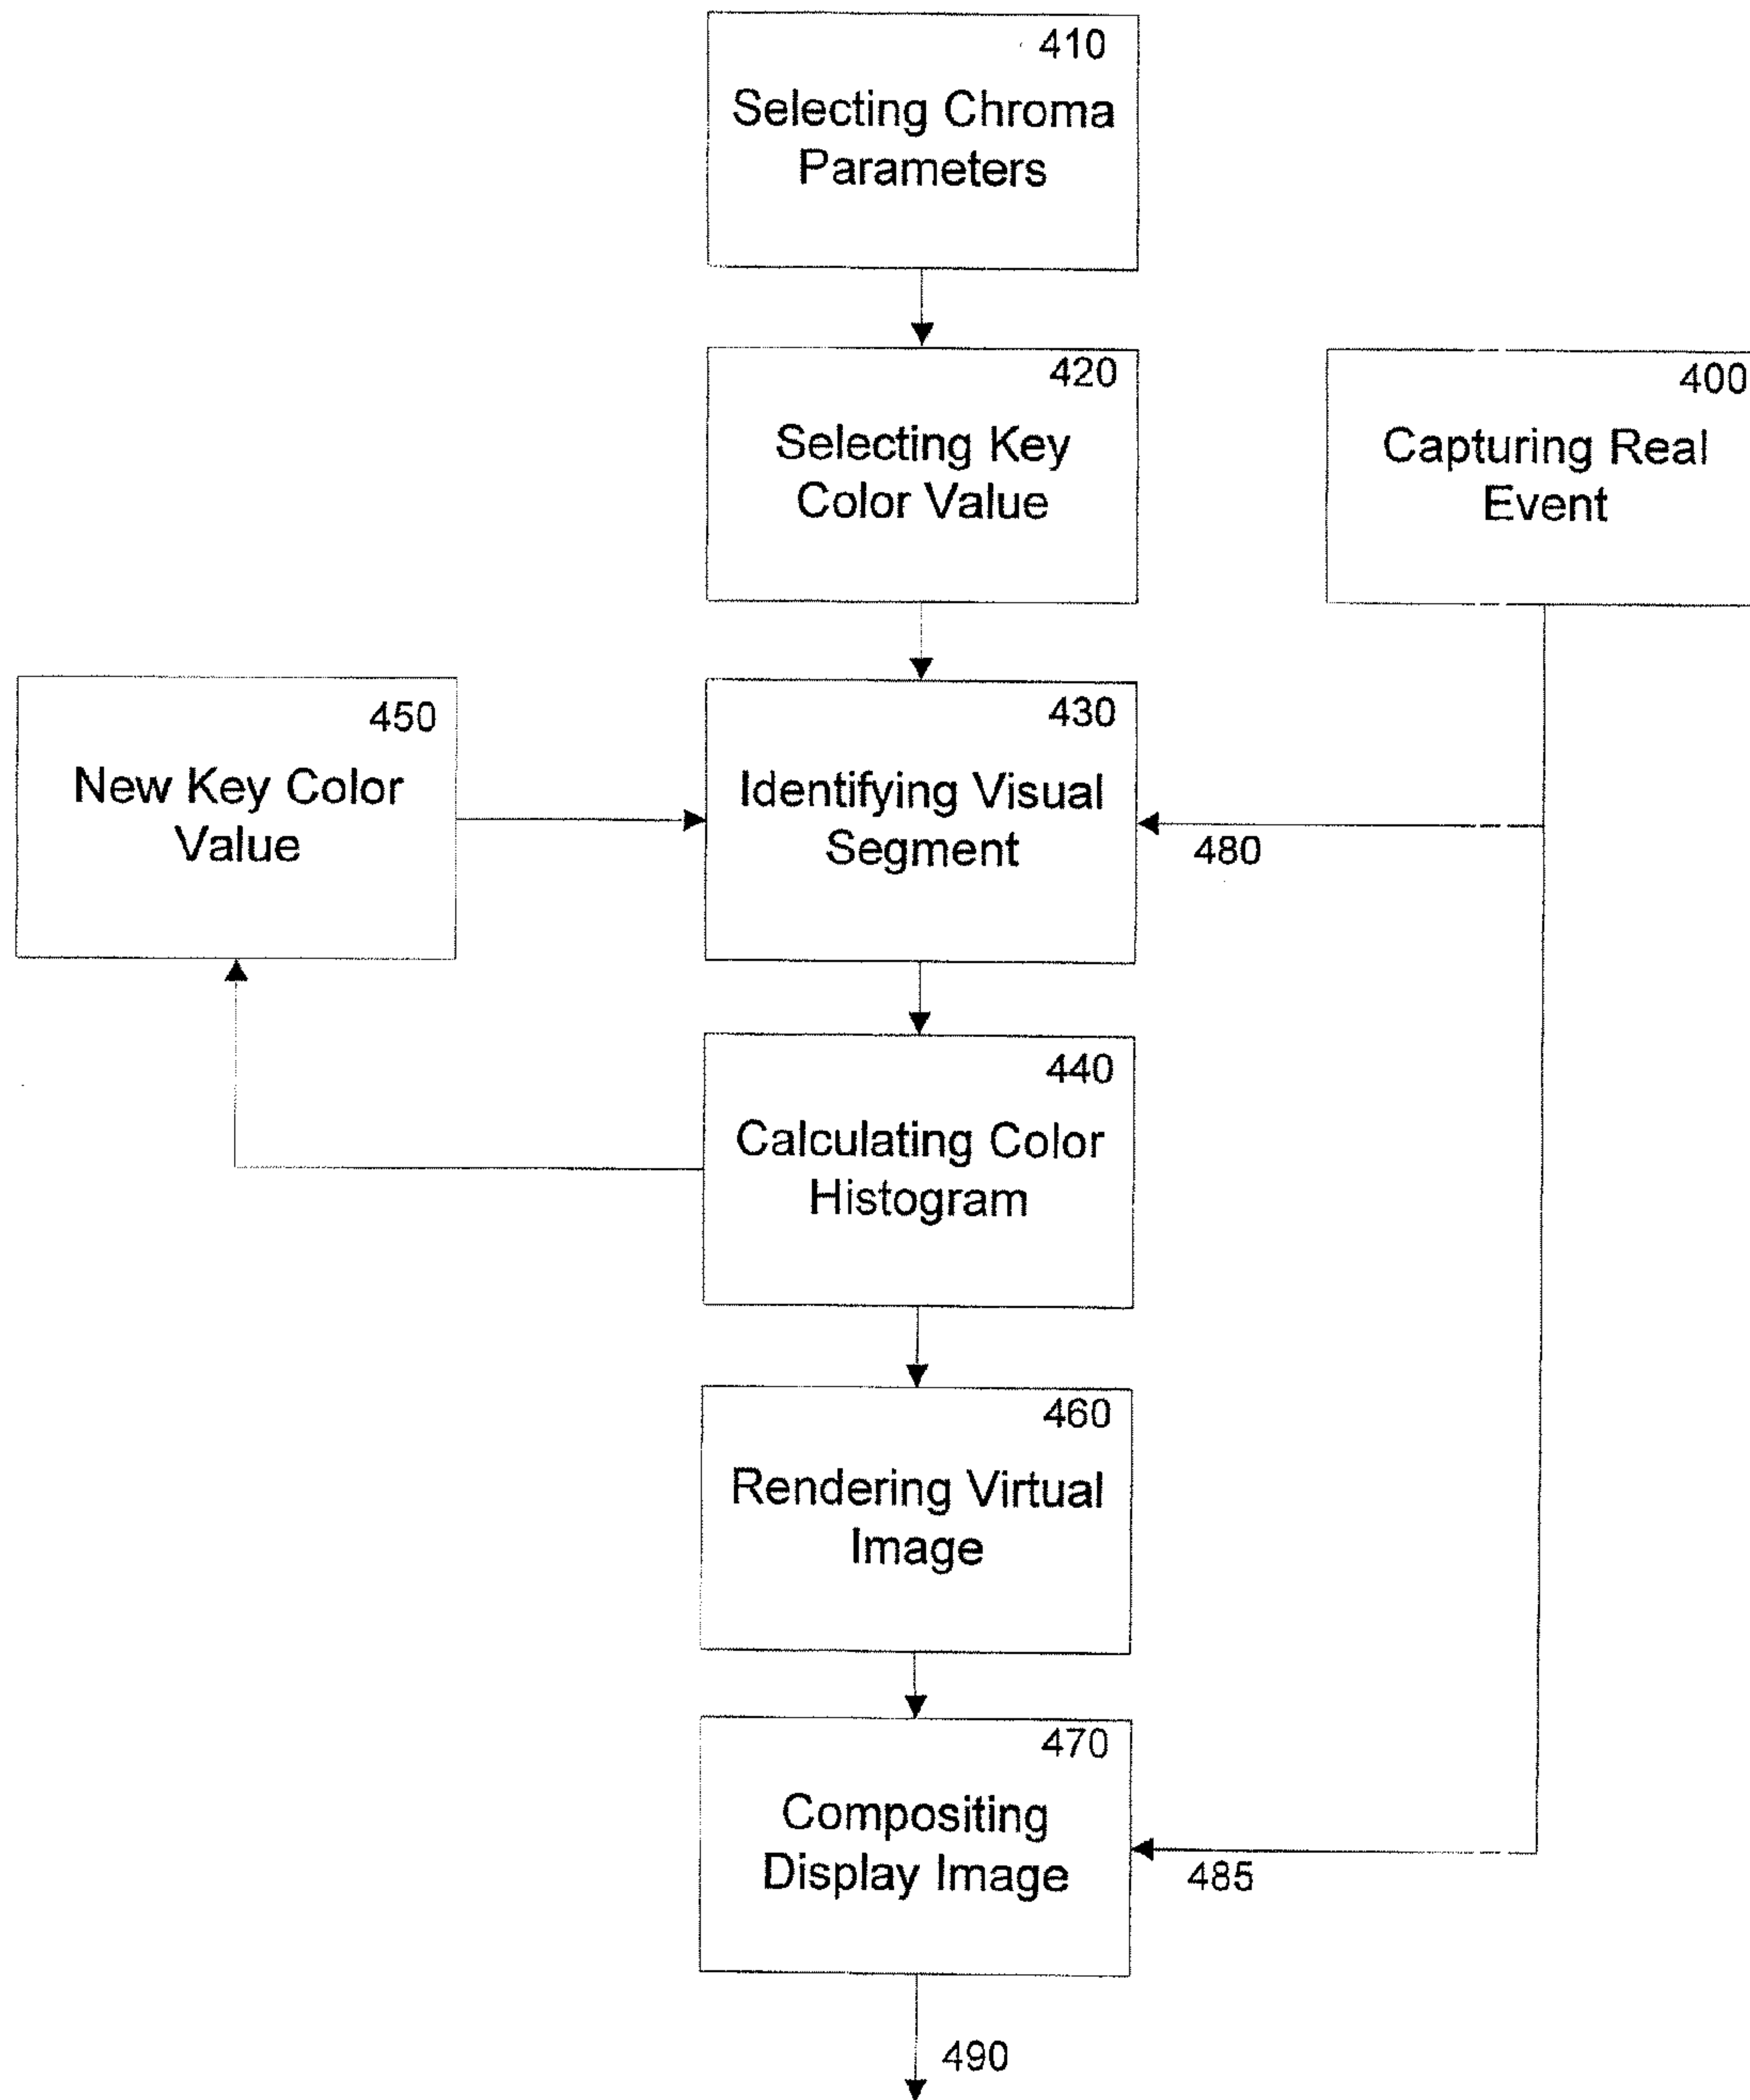 410
Selecting Chroma
Parameters
420
Selecting Key
Color Value
400
Capturing Real
Event
450
New Key Color
Value
430
Identifying Visual
Segment
480
440
Calculating Color
Histogram
460
Rendering Virtual
Image
470
Compositing
Display Image
485
490